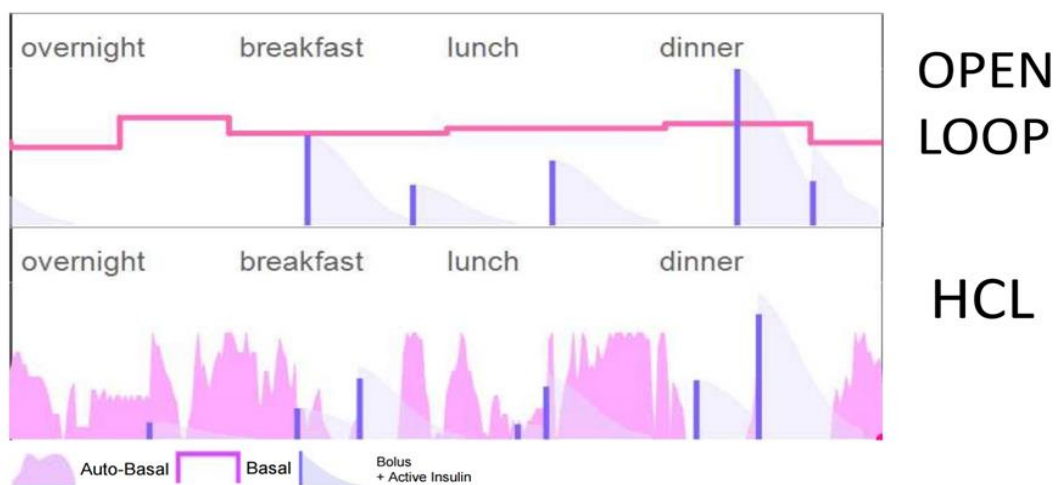 overnight breakfast lunch dinner
OPEN
LOOP
overnight breakfast lunch dinner
HCL
Auto-Basal Basal Bolus
+ Active Insulin